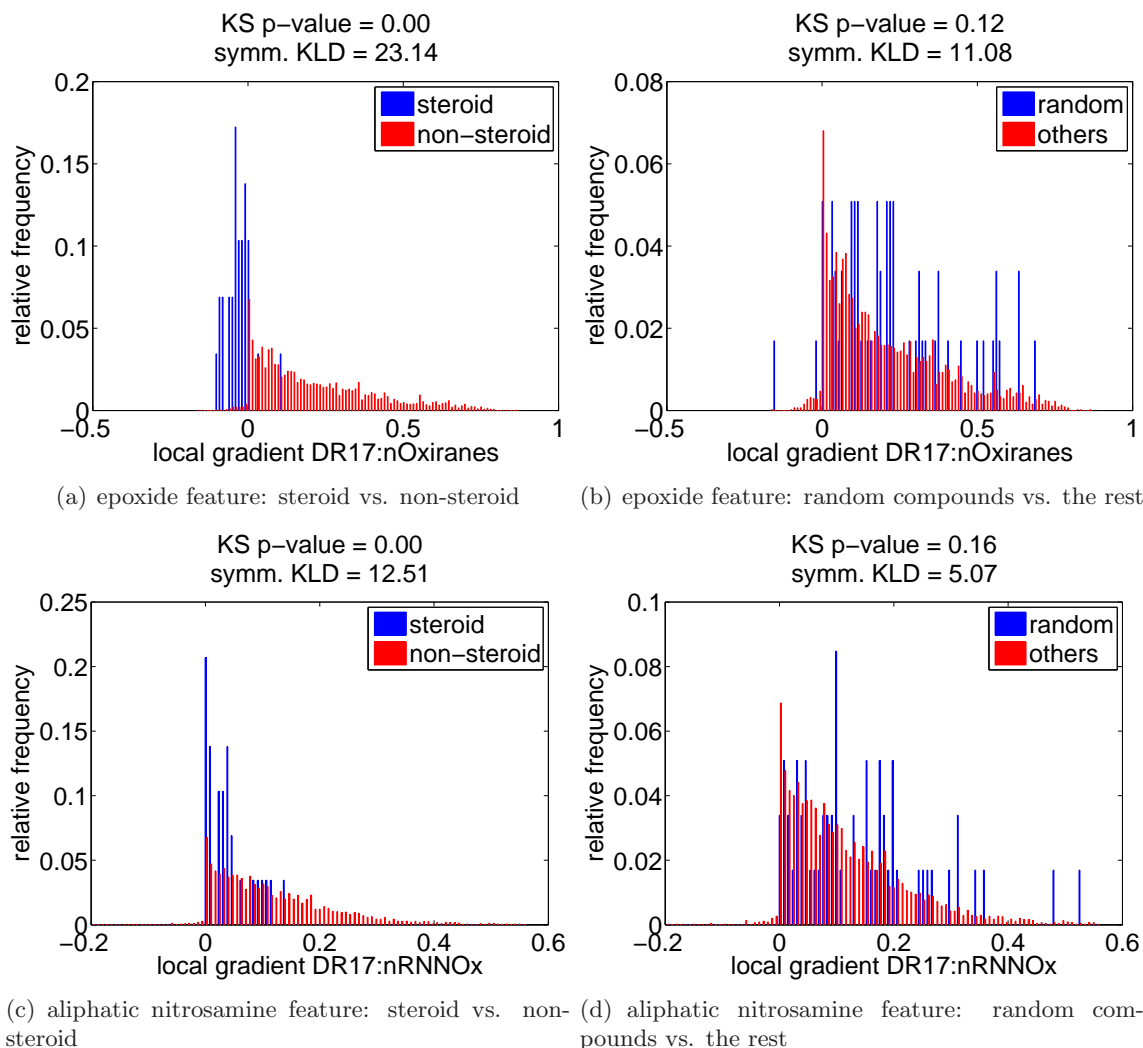 KS p-value = 0.00
symm. KLD = 23.14
0.2
0.15
0.1
0.05
0
−0.5
0
0.5
1
relative frequency
steroid
non−steroid
local gradient DR17:nOxiranes
(a) epoxide feature: steroid vs. non-steroid
KS p-value = 0.12
symm. KLD = 11.08
0.08
0.06
0.04
0.02
0
−0.5
0
0.5
1
relative frequency
random
others
local gradient DR17:nOxiranes
(b) epoxide feature: random compounds vs. the rest
KS p-value = 0.00
symm. KLD = 12.51
0.25
0.2
0.15
0.1
0.05
0
−0.2
0
0.2
0.4
0.6
relative frequency
steroid
non−steroid
local gradient DR17:nRNNOx
(c) aliphatic nitrosamine feature: steroid vs. non-
steroid
KS p-value = 0.16
symm. KLD = 5.07
0.1
0.08
0.06
0.04
0.02
0
−0.2
0
0.2
0.4
0.6
relative frequency
random
others
local gradient DR17:nRNNOx
(d) aliphatic nitrosamine feature: random com-
pounds vs. the rest